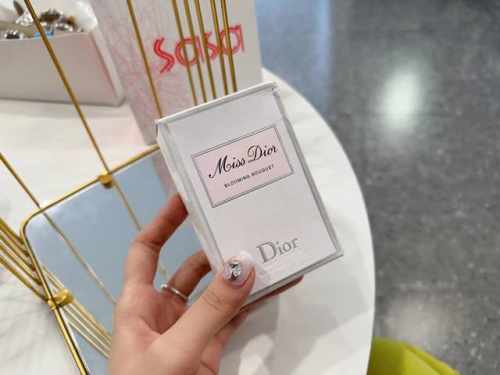 sasa
Miss Dior
BLOOMING BOUQUET
Dior